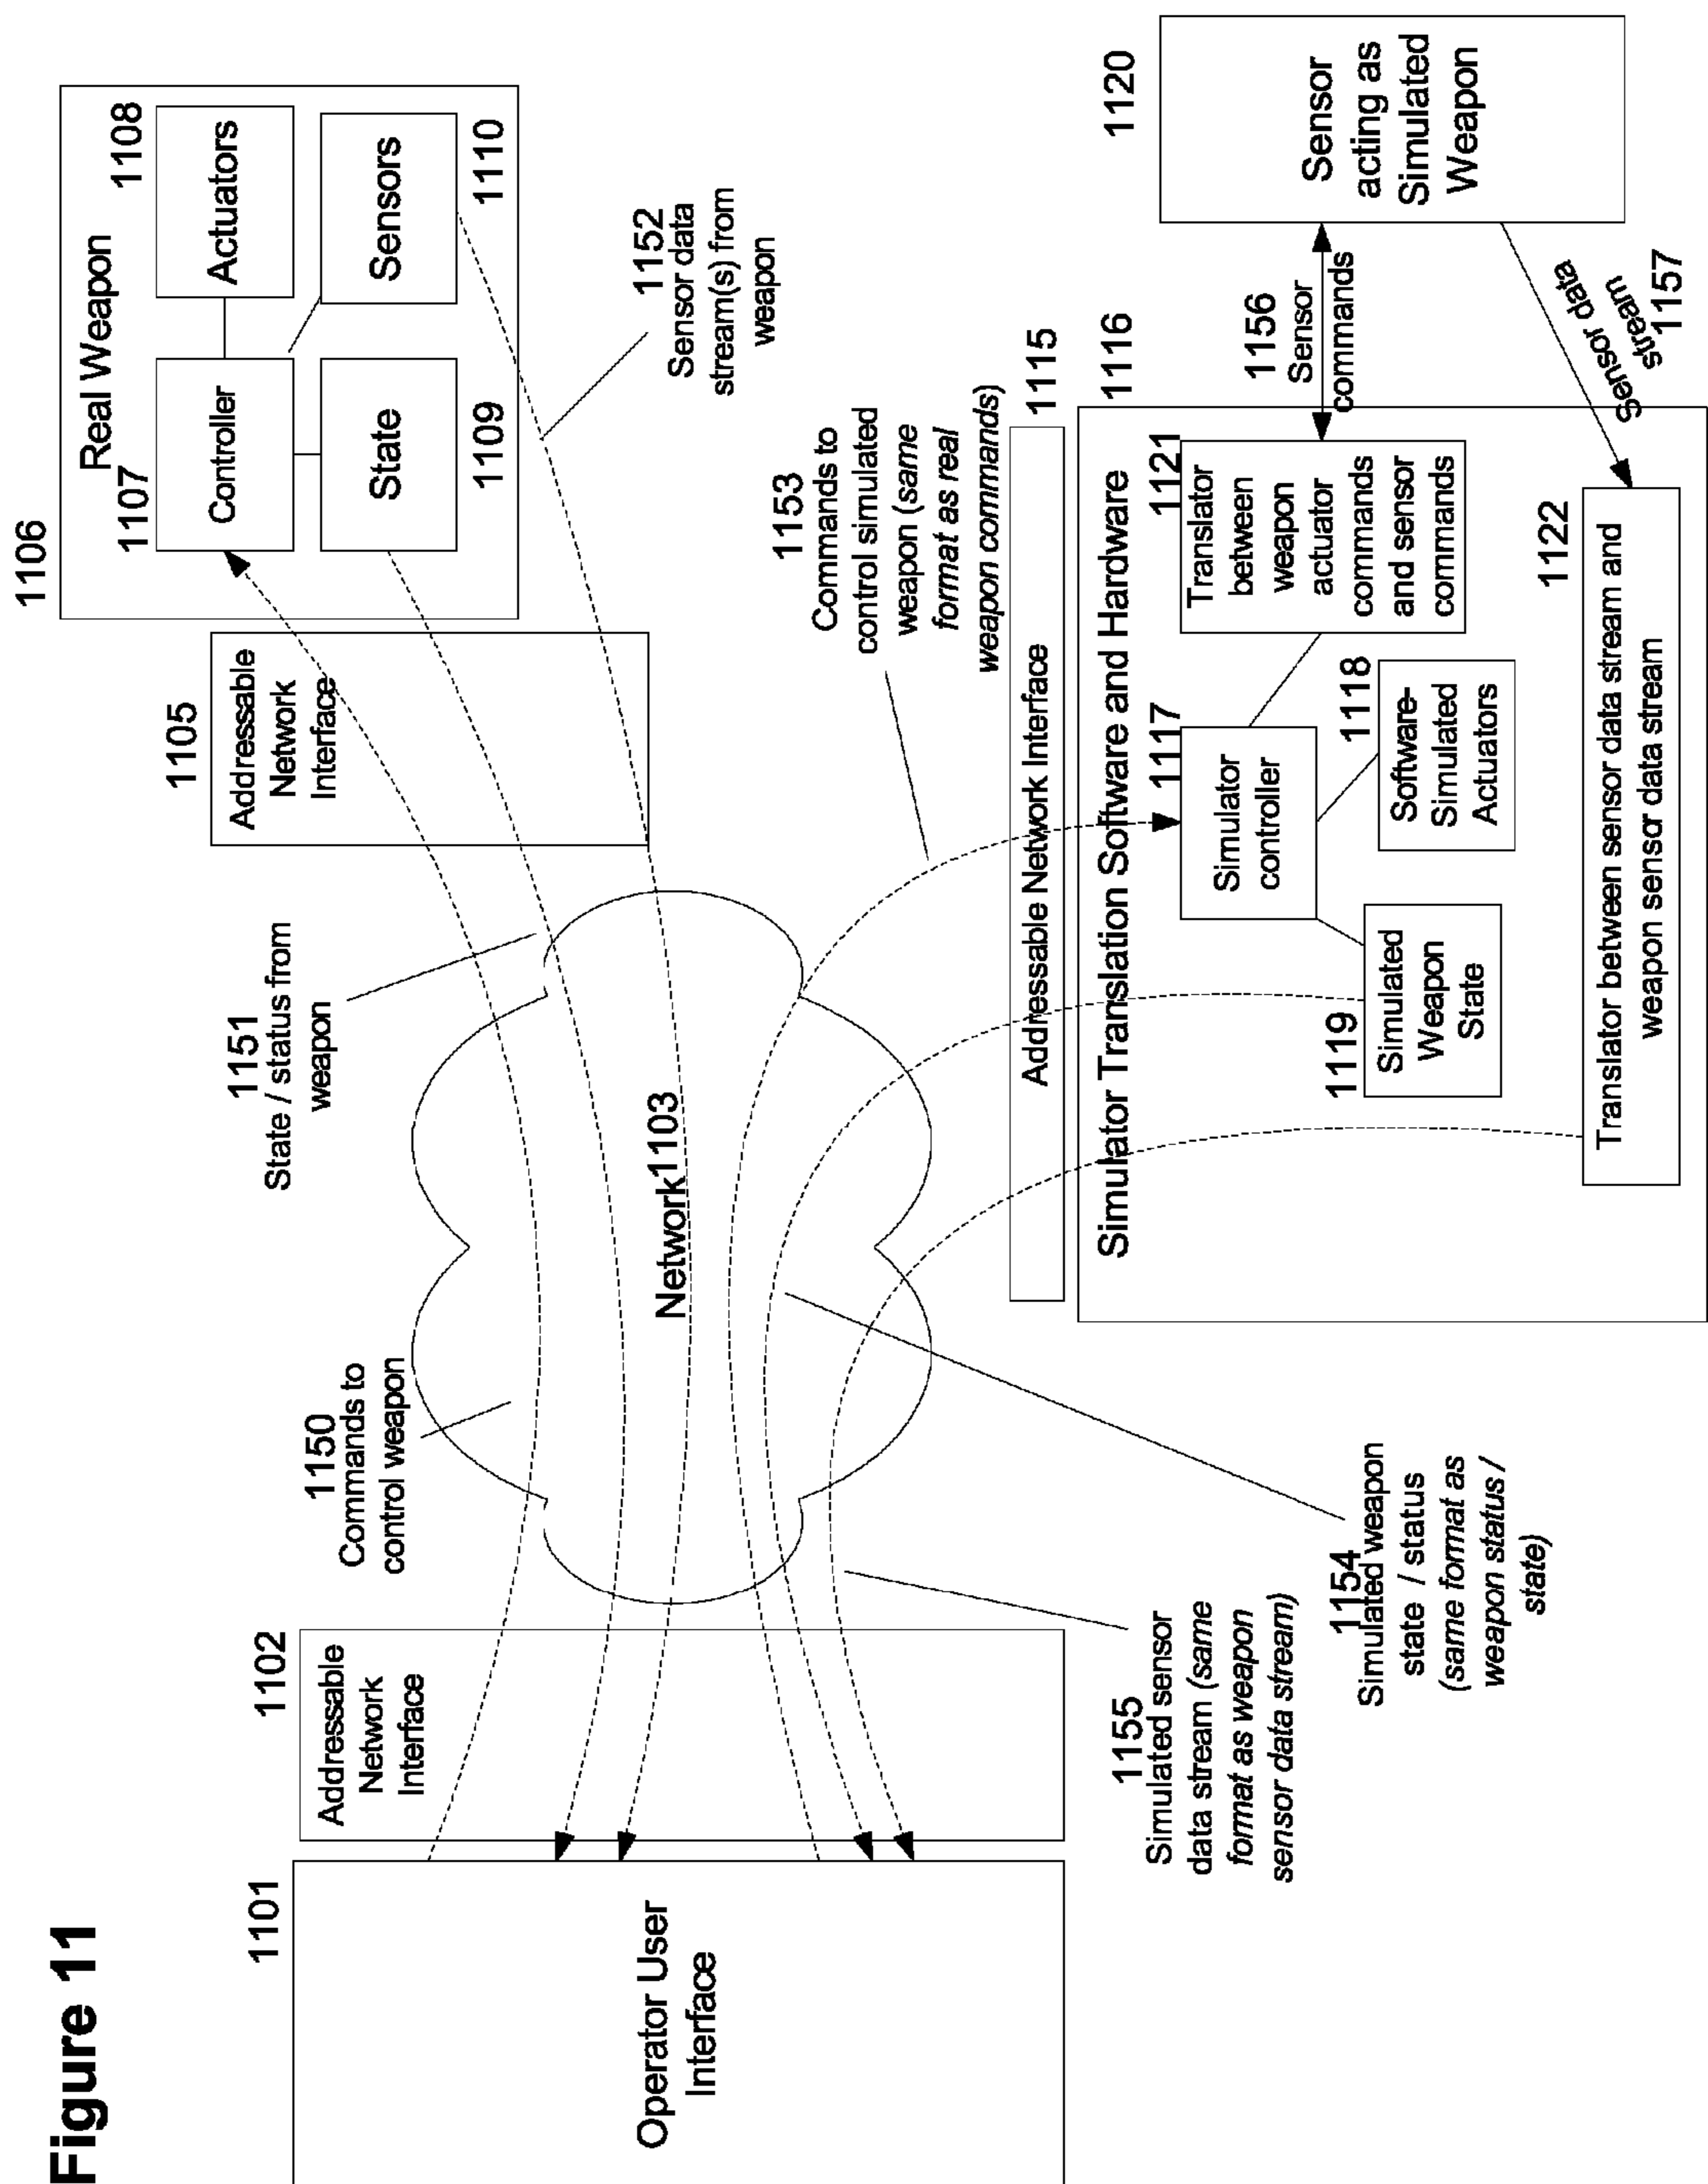 Figure 11
1101
Operator User
Interface
1102
Addressable
Network
Interface
1150
Commands to
control weapon
1151
State / status from
weapon
Network1103
1105
Addressable
Network
Interface
1106
Real Weapon
1107
Controller
1108
Actuators
State
1109
Sensors
1110
1152
Sensor data
stream(s) from
weapon
1153
Commands to
control simulated
weapon (same
format as real
weapon commands)
1155
Simulated sensor
data stream (same
format as weapon
sensor data stream)
1154
Simulated weapon
state / status
(same format as
weapon status /
state)
Addressable Network Interface
1115
1116
Simulator Translation Software and Hardware
1117
Simulator
controller
1118
Software-
Simulated
Actuators
1119
Simulated
Weapon
State
1121
Translator
between
weapon
actuator
commands
and sensor
commands
1122
Translator between sensor data stream and
weapon sensor data stream
1156
Sensor
commands
1120
Sensor
acting as
Simulated
Weapon
Sensor data
stream
1157